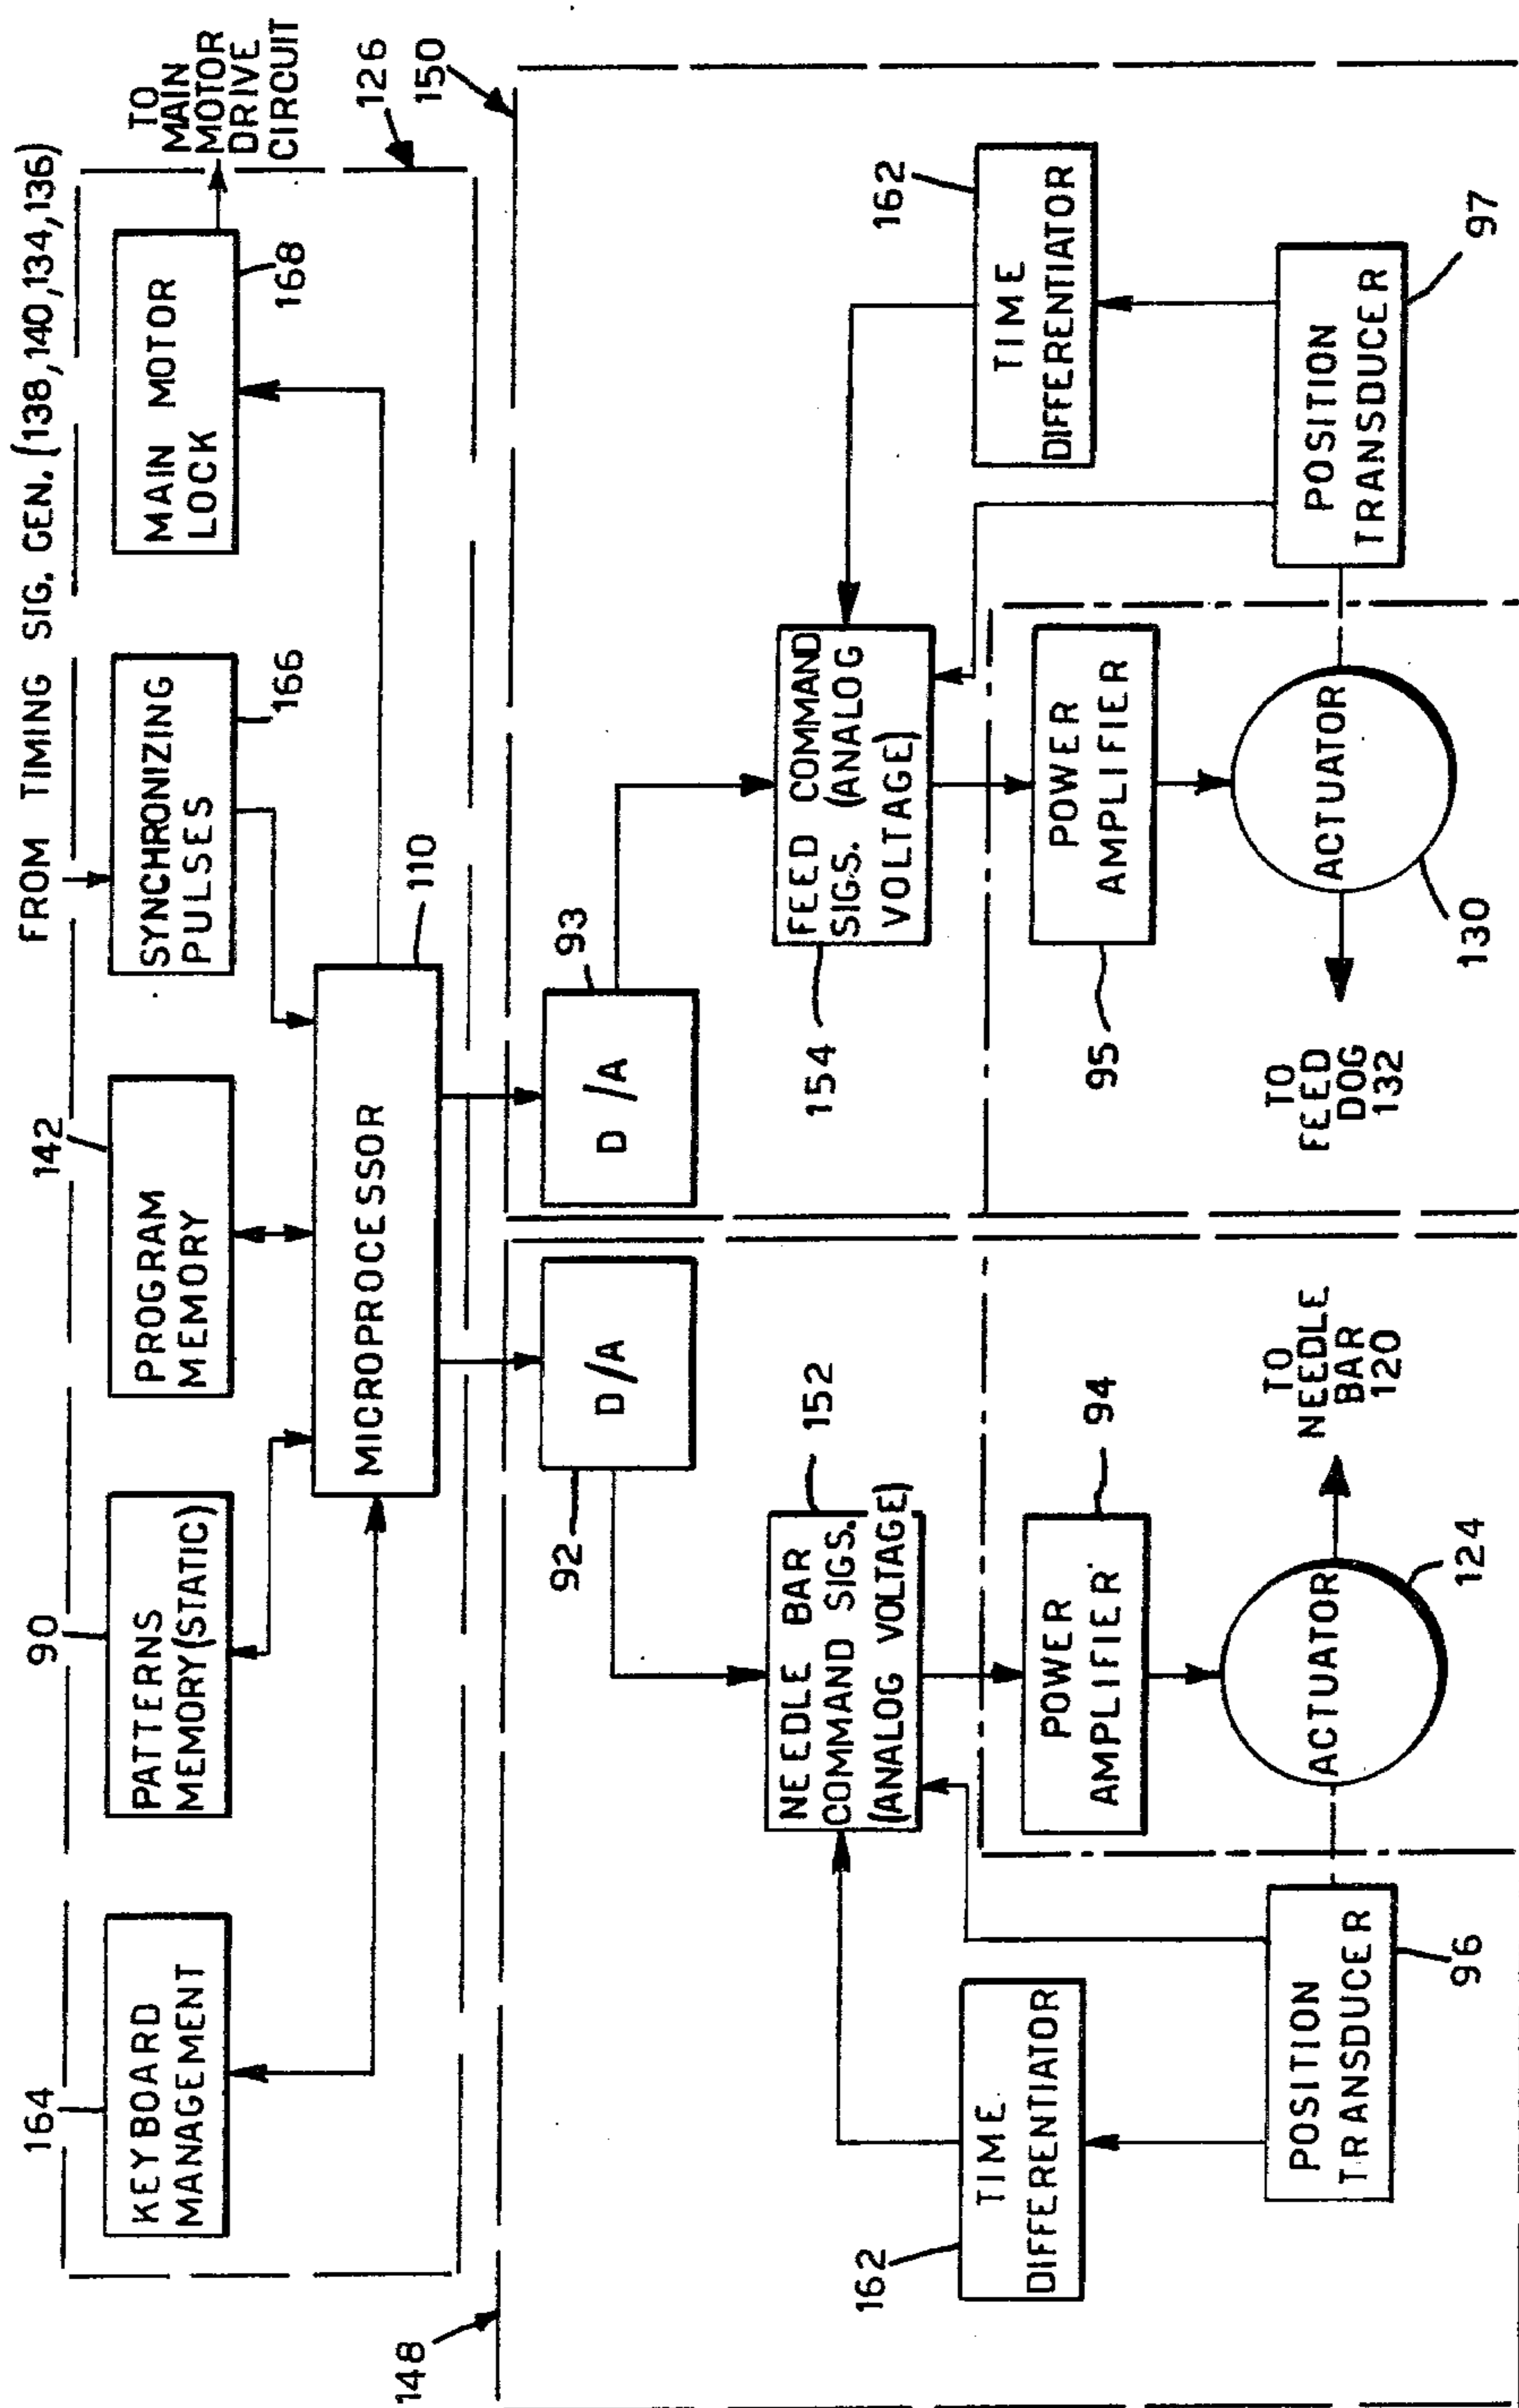 FROM TIMING SIG. GEN. (138,140,134,136)
164
90
142
KEYBOARD
MANAGEMENT
PATTERNS
MEMORY(STATIC)
PROGRAM
MEMORY
SYNCHRONIZING
PULSES
166
MAIN MOTOR
LOCK
168
TO
MAIN
MOTOR
DRIVE
CIRCUIT
126
MICROPROCESSOR
110
148
150
92
D/A
D/A
93
NEEDLE BAR
COMMAND SIGS.
(ANALOG VOLTAGE)
152
154
FEED COMMAND
SIGS. (ANALOG
VOLTAGE)
162
TIME
DIFFERENTIATOR
POWER
AMPLIFIER
94
95
POWER
AMPLIFIER
TIME
DIFFERENTIATOR
162
POSITION
TRANSDUCER
96
ACTUATOR
124
TO
NEEDLE
BAR
120
TO
FEED
DOG
132
ACTUATOR
130
POSITION
TRANSDUCER
97